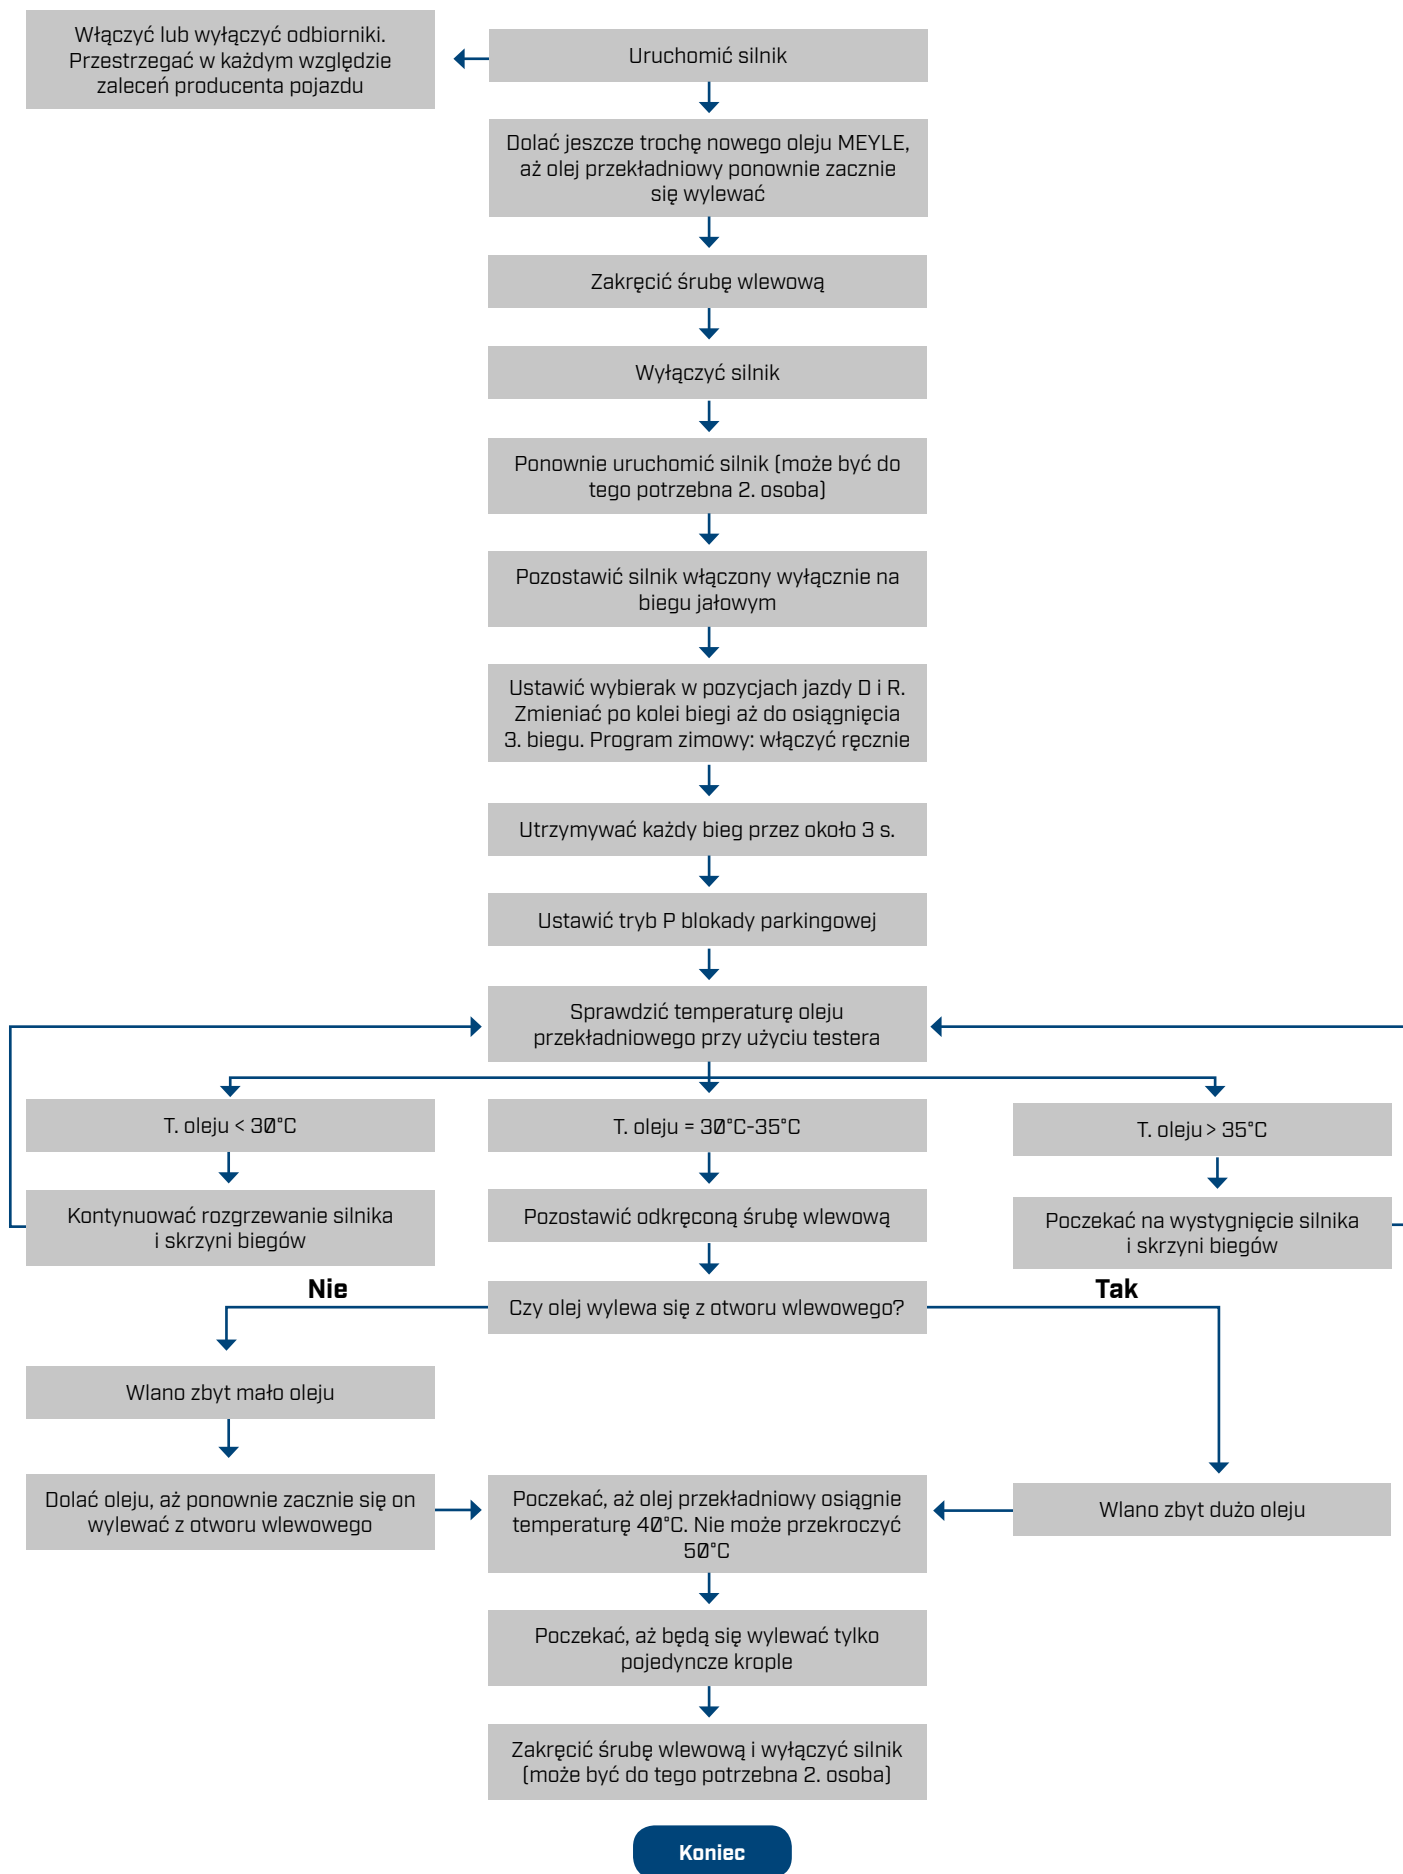 Włączyć lub wyłączyć odbiorniki.
Przestrzegać w każdym względzie
zaleceń producenta pojazdu
Uruchomić silnik
Dolać jeszcze trochę nowego oleju MEYLE,
aż olej przekładniowy ponownie zacznie
się wylewać
Zakręcić śrubę wlewową
Wyłączyć silnik
Ponownie uruchomić silnik (może być do
tego potrzebna 2. osoba)
Pozostawić silnik włączony wyłącznie na
biegu jałowym
Ustawić wybierak w pozycjach jazdy D i R.
Zmieniać po kolei biegi aż do osiągnięcia
3. biegu. Program zimowy: włączyć ręcznie
Utrzymywać każdy bieg przez około 3 s.
Ustawić tryb P blokady parkingowej
Sprawdzić temperaturę oleju
przekładniowego przy użyciu testera
T. oleju < 30°C
T. oleju = 30°C-35°C
T. oleju > 35°C
Kontynuować rozgrzewanie silnika
i skrzyni biegów
Pozostawić odkręconą śrubę wlewową
Poczekać na wystygnięcie silnika
i skrzyni biegów
Nie
Czy olej wylewa się z otworu wlewowego?
Tak
Wlano zbyt mało oleju
Dolać oleju, aż ponownie zacznie się on
wylewać z otworu wlewowego
Poczekać, aż olej przekładniowy osiągnie
temperaturę 40°C. Nie może przekroczyć
50°C
Wlano zbyt dużo oleju
Poczekać, aż będą się wylewać tylko
pojedyncze krople
Zakręcić śrubę wlewową i wyłączyć silnik
(może być do tego potrzebna 2. osoba)
Koniec